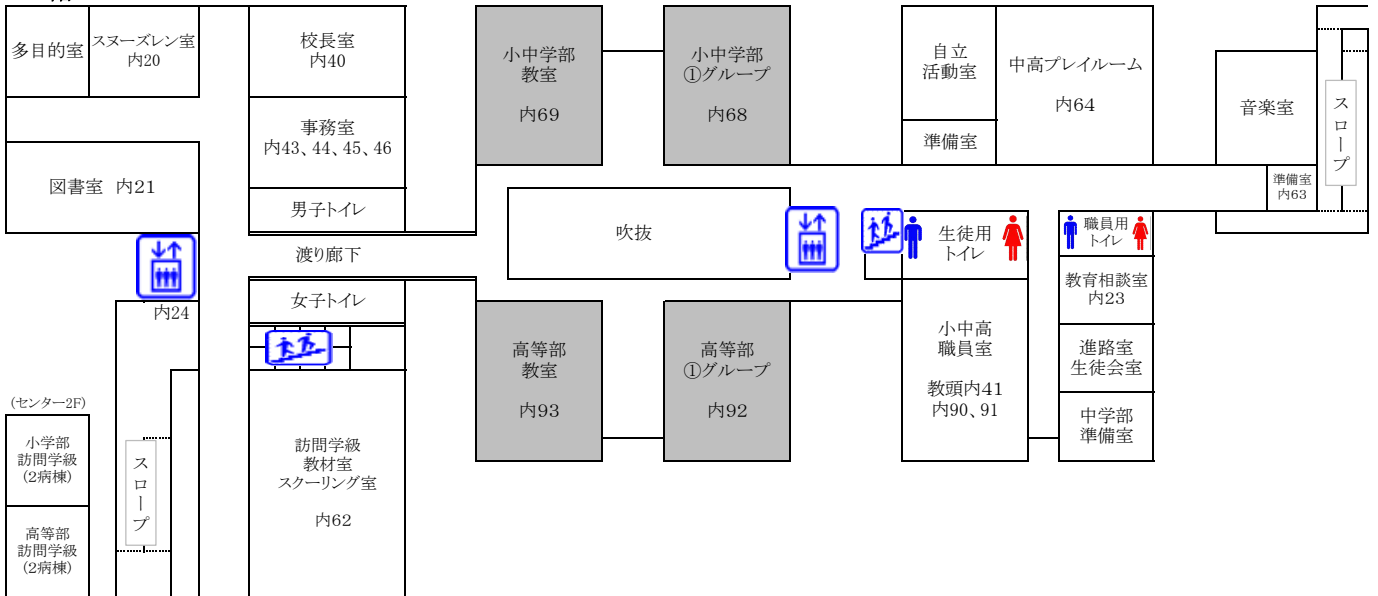 多目的室
スヌーズレン室
内20
校長室
内40
小中学部
教室
内69
小中学部
①グループ
内68
自立
活動室
中高プレイルーム
内64
音楽室
スロープ
事務室
内43、44、45、46
準備室
図書室 内21
準備室
内63
男子トイレ
渡り廊下
吹抜
生徒用
トイレ
職員用
トイレ
内24
女子トイレ
教育相談室
内23
高等部
教室
内93
高等部
①グループ
内92
小中高
職員室
教頭内41
内90、91
進路室
生徒会室
中学部
準備室
(センター2F)
小学部
訪問学級
(2病棟)
高等部
訪問学級
(2病棟)
スロープ
訪問学級
教材室
スクーリング室
内62